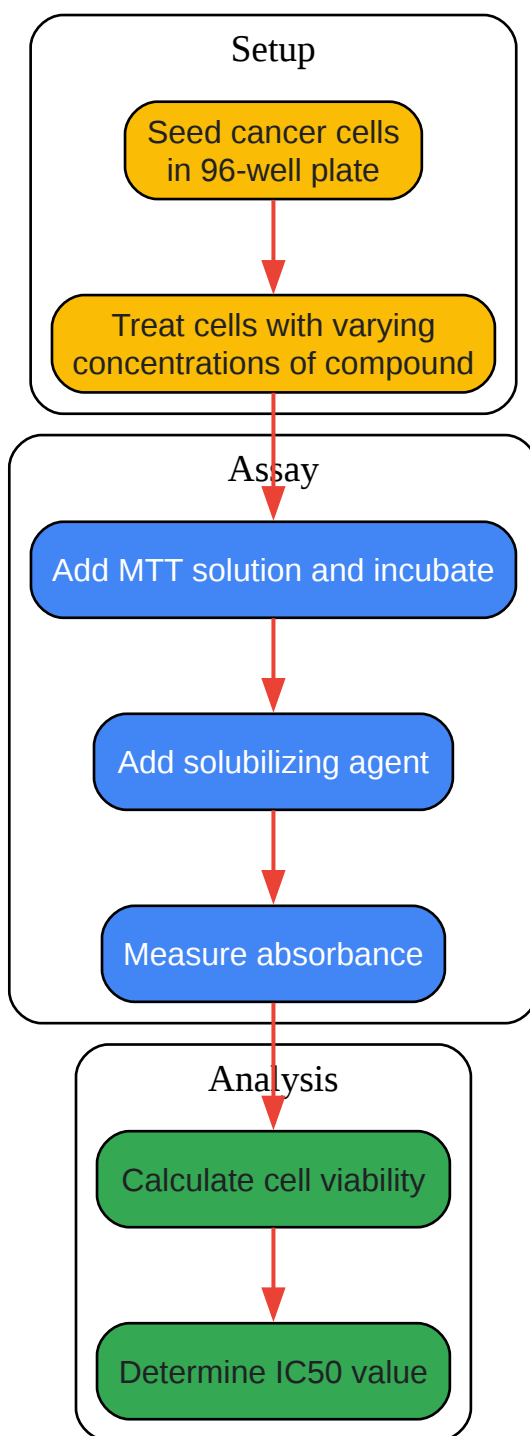 Setup
Seed cancer cells
in 96-well plate
Treat cells with varying
concentrations of compound
Assay
Add MTT solution and incubate
Add solubilizing agent
Measure absorbance
Analysis
Calculate cell viability
Determine IC50 value